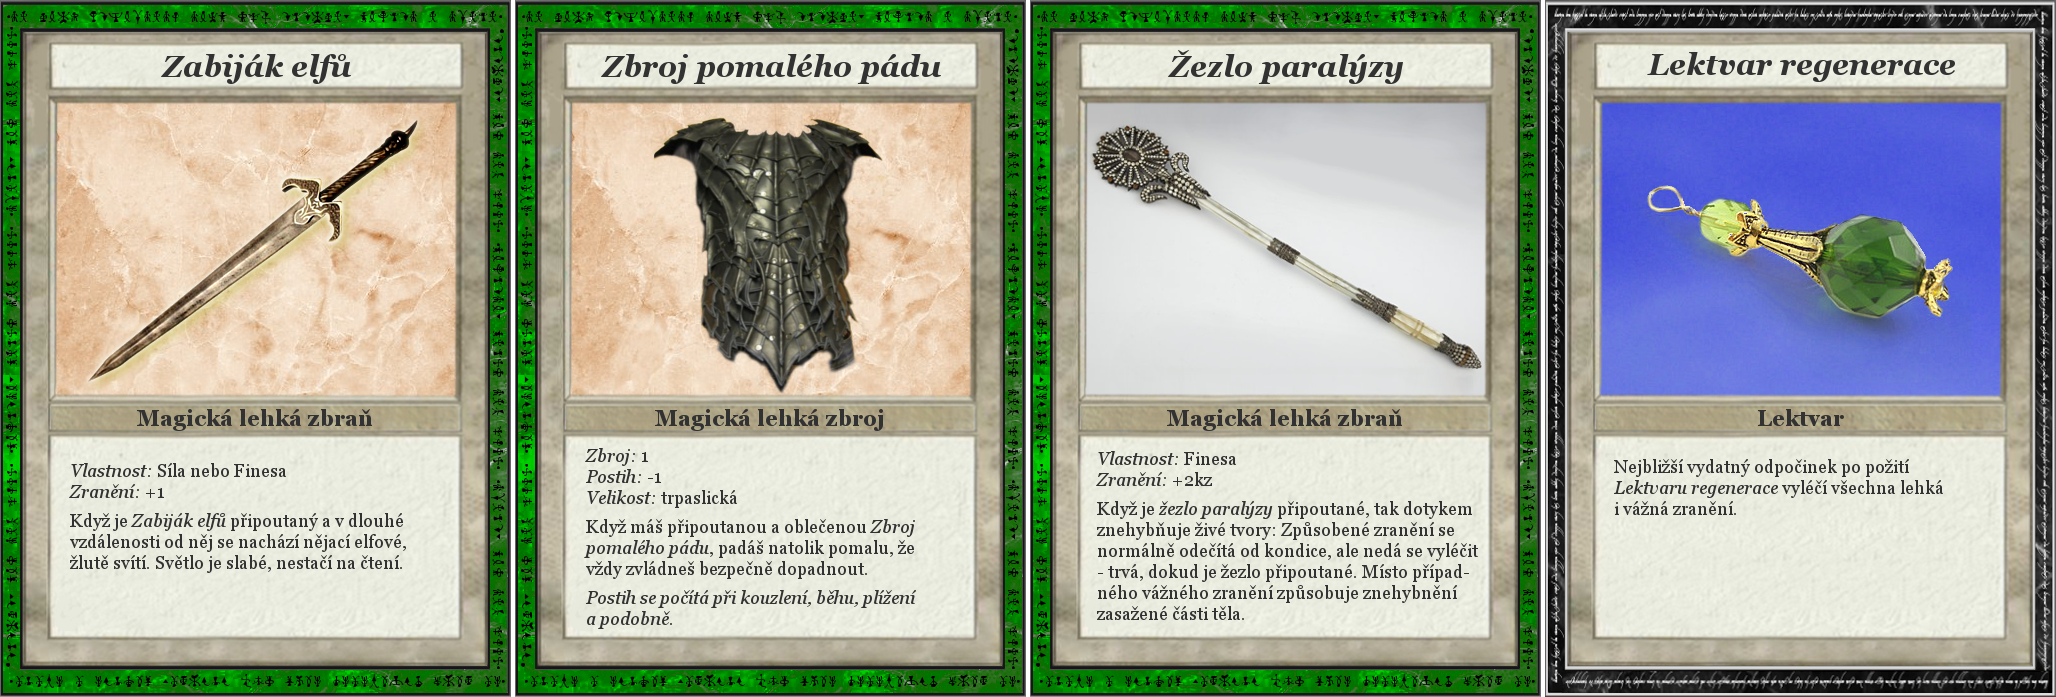 Zabiják elfů
Magická lehká zbraň
Vlastnost: Síla nebo Finesa
Zranění: +1
Když je Zabiják elfů připoutaný a v dlouhé
vzdálenosti od něj se nachází nějací elfové,
žlutě svítí. Světlo je slabé, nestačí na čtení.
Zbroj pomalého pádu
Magická lehká zbroj
Zbroj: 1
Postih: -1
Velikost: trpaslická
Když máš připoutanou a oblečenou Zbroj
pomalého pádu, padáš natolik pomalu, že
vždy zvládneš bezpečně dopadnout.
Postih se počítá při kouzlení, běhu, plížení
a podobně.
Žezlo paralýzy
Magická lehká zbraň
Vlastnost: Finesa
Zranění: +2kz
Když je žezlo paralýzy připoutané, tak dotykem
znehybňuje živé tvory: Způsobené zranění se
normálně odečítá od kondice, ale nedá se vyléčit
- trvá, dokud je žezlo připoutané. Místo případ-
ného vážného zranění způsobuje znehybnění
zasažené části těla.
Lektvar regenerace
Lektvar
Nejbližší vydatný odpočinek po požití
Lektvaru regenerace vyléčí všechna lehká
i vážná zranění.